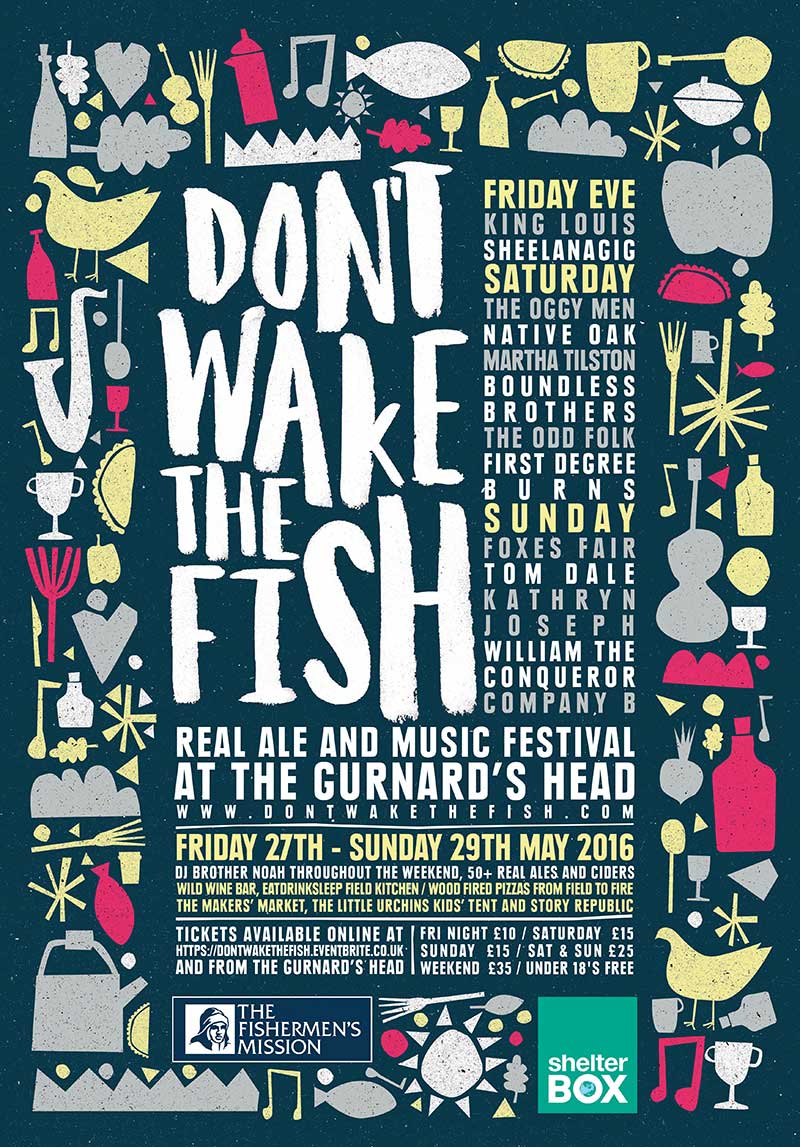 DON'T
WAKE
THE
FISH
FRIDAY EVE
KING LOUIS
SHEELANAGIG
SATURDAY
THE OGGY MEN
NATIVE OAK
MARTHA TILSTON
BOUNDLESS
BROTHERS
THE ODD FOLK
FIRST DEGREE
BURNS
SUNDAY
FOXES FAIR
TOM DALE
KATHRYN
JOSEPH
WILLIAM THE
CONQUEROR
COMPANY B
REAL ALE AND MUSIC FESTIVAL
AT THE GURNARD'S HEAD
WWW.DONTWAKETHEFISH.COM
FRIDAY 27TH - SUNDAY 29TH MAY 2016
DJ BROTHER NOAH THROUGHOUT THE WEEKEND, 50+ REAL ALES AND CIDERS
WILD WINE BAR, EATDRINKSLEEP FIELD KITCHEN / WOOD FIRED PIZZAS FROM FIELD TO FIRE
THE MAKERS' MARKET, THE LITTLE URCHINS KIDS' TENT AND STORY REPUBLIC
TICKETS AVAILABLE ONLINE AT
HTTPS://DONTWAKETHEFISH.EVENTBRITE.CO.UK
AND FROM THE GURNARD'S HEAD
FRI NIGHT £10 / SATURDAY £15
SUNDAY £15 / SAT & SUN £25
WEEKEND £35 / UNDER 18'S FREE
THE
FISHERMEN'S
MISSION
shelter
BOX